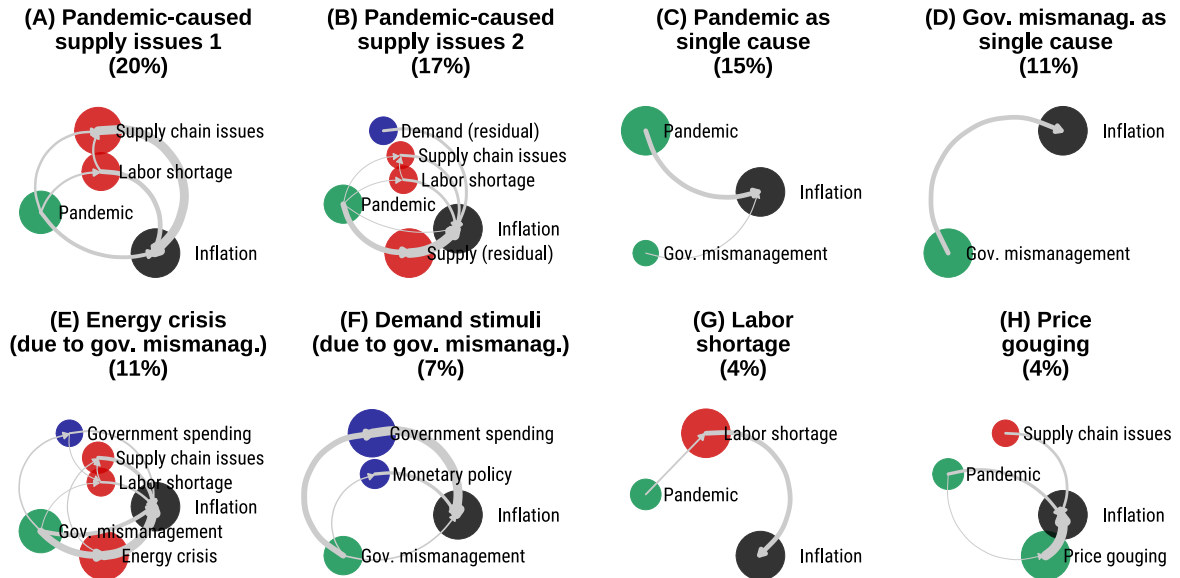 (A) Pandemic-caused
supply issues 1
(20%)
Supply chain issues
Labor shortage
Pandemic
Inflation
(B) Pandemic-caused
supply issues 2
(17%)
Demand (residual)
Supply chain issues
Labor shortage
Pandemic
Inflation
Supply (residual)
(C) Pandemic as
single cause
(15%)
Pandemic
Inflation
Gov. mismanagement
(D) Gov. mismanag. as
single cause
(11%)
Inflation
Gov. mismanagement
(E) Energy crisis
(due to gov. mismanag.)
(11%)
Government spending
Supply chain issues
Labor shortage
Inflation
Gov. mismanagement
Energy crisis
(F) Demand stimuli
(due to gov. mismanag.)
(7%)
Government spending
Monetary policy
Inflation
Gov. mismanagement
(G) Labor
shortage
(4%)
Labor shortage
Pandemic
Inflation
(H) Price
gouging
(4%)
Supply chain issues
Pandemic
Inflation
Price gouging